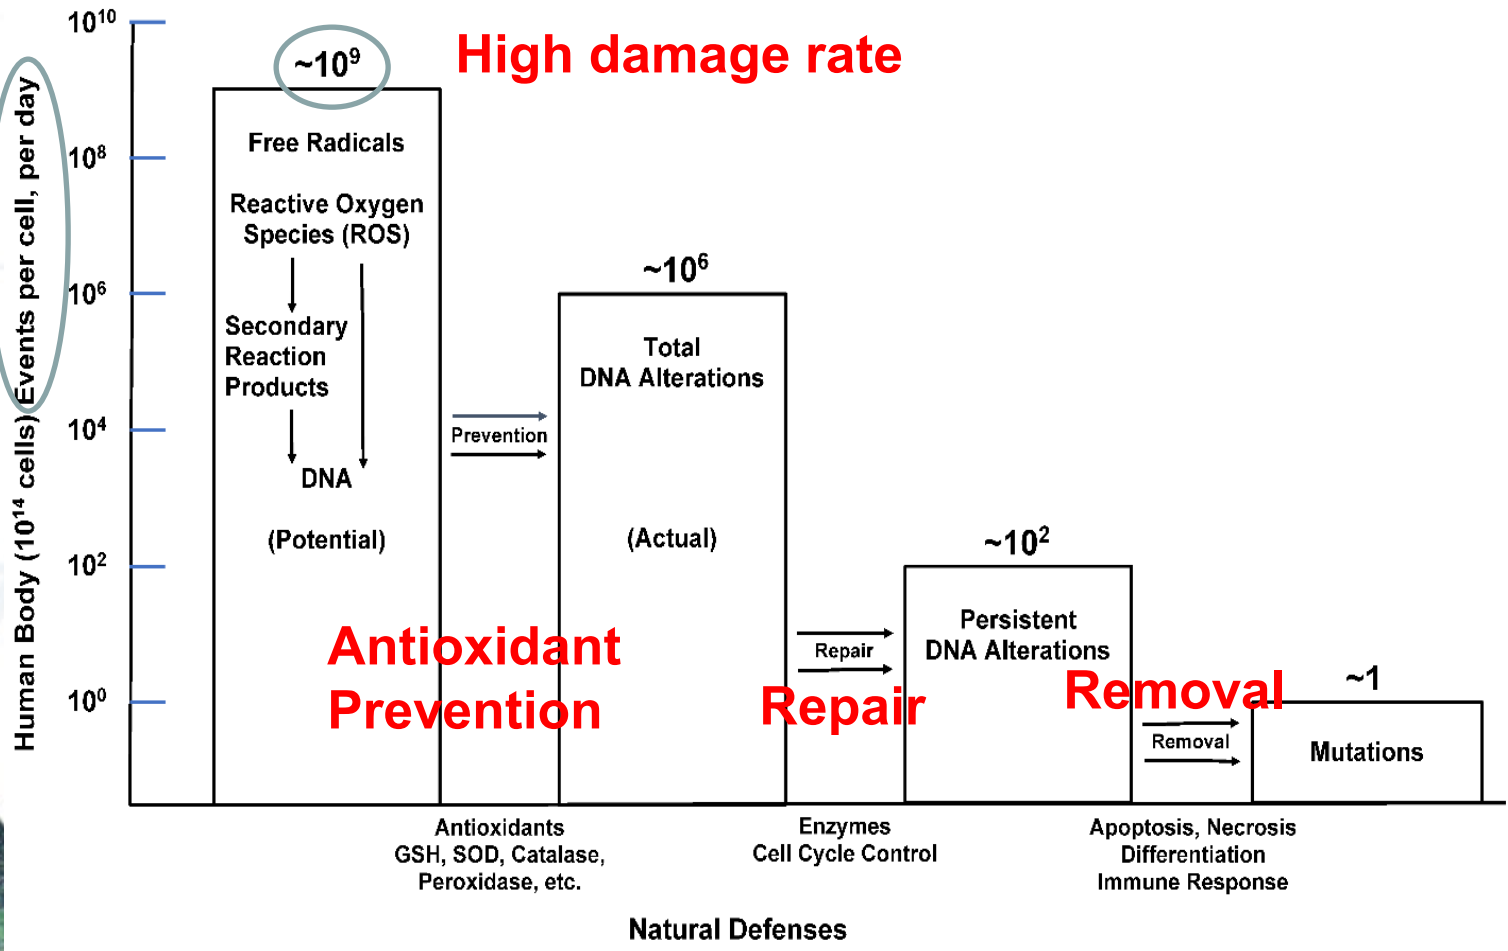 Human Body (10¹⁴ cells) Events per cell, per day
10¹⁰
10⁸
10⁶
10⁴
10²
10⁰
~10⁹
High damage rate
Free Radicals
Reactive Oxygen
Species (ROS)
Secondary
Reaction
Products
DNA
(Potential)
Prevention
~10⁶
Total
DNA Alterations
(Actual)
Antioxidant
Prevention
Repair
Repair
~10²
Persistent
DNA Alterations
Removal
Removal
~1
Mutations
Antioxidants
GSH, SOD, Catalase,
Peroxidase, etc.
Enzymes
Cell Cycle Control
Apoptosis, Necrosis
Differentiation
Immune Response
Natural Defenses